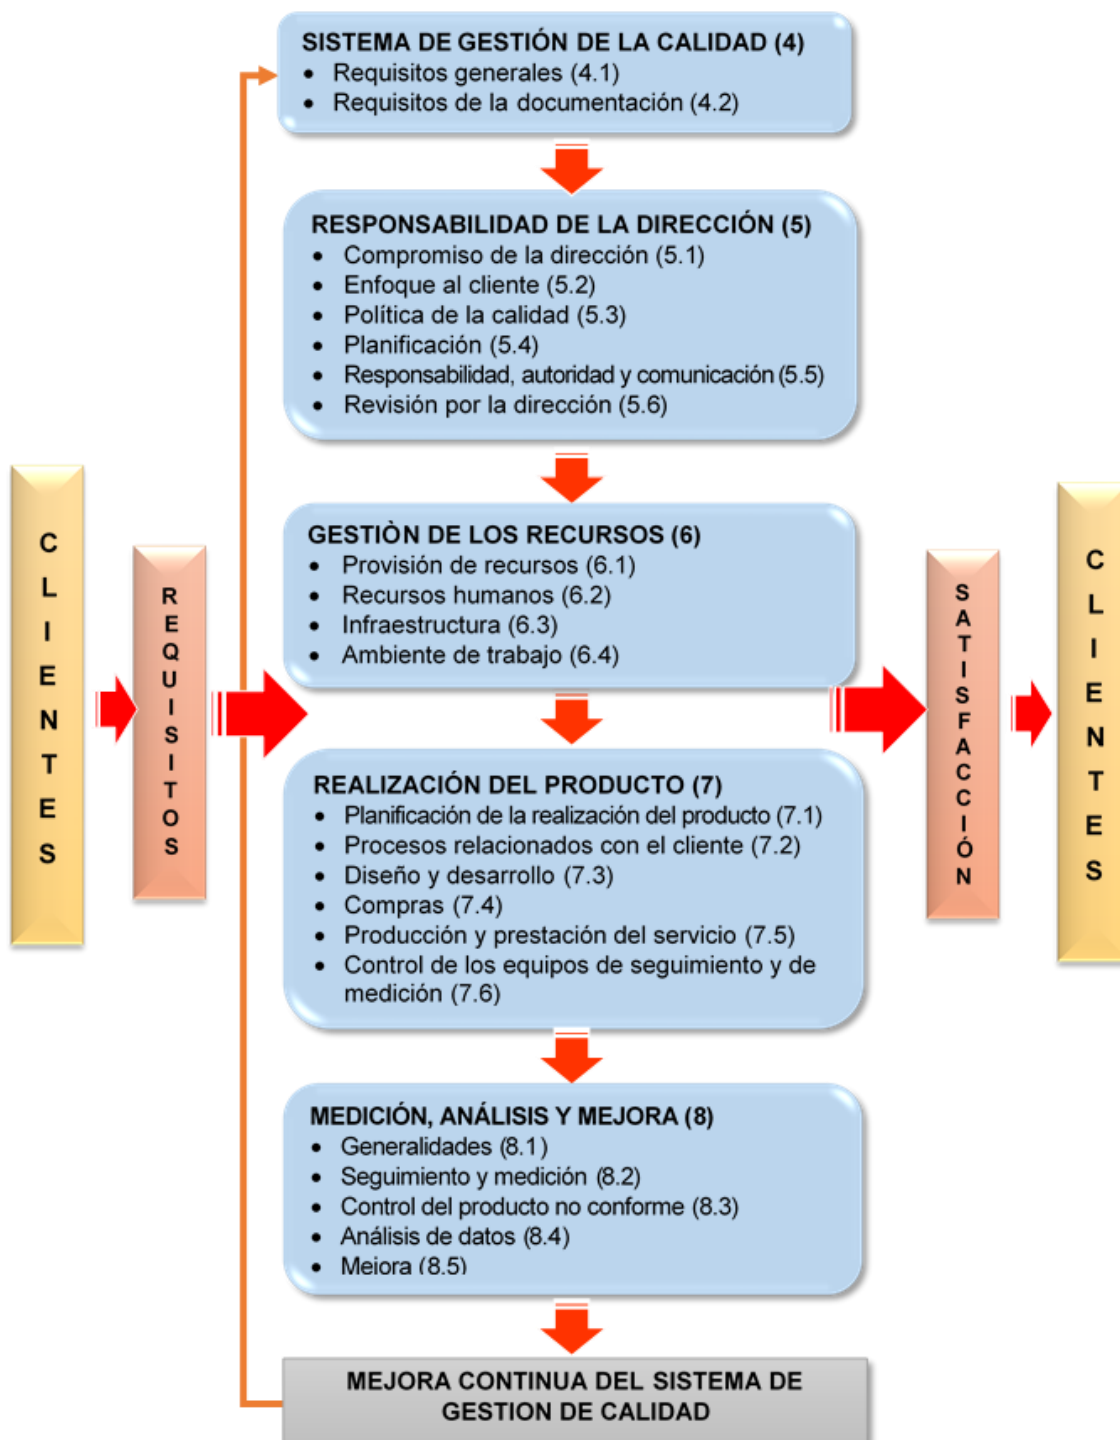 SISTEMA DE GESTIÓN DE LA CALIDAD (4)
• Requisitos generales (4.1)
• Requisitos de la documentación (4.2)
RESPONSABILIDAD DE LA DIRECCIÓN (5)
• Compromiso de la dirección (5.1)
• Enfoque al cliente (5.2)
• Política de la calidad (5.3)
• Planificación (5.4)
• Responsabilidad, autoridad y comunicación (5.5)
• Revisión por la dirección (5.6)
CLIENTES
REQUISITOS
GESTIÒN DE LOS RECURSOS (6)
• Provisión de recursos (6.1)
• Recursos humanos (6.2)
• Infraestructura (6.3)
• Ambiente de trabajo (6.4)
SATISFACCIÓN
CLIENTES
REALIZACIÓN DEL PRODUCTO (7)
• Planificación de la realización del producto (7.1)
• Procesos relacionados con el cliente (7.2)
• Diseño y desarrollo (7.3)
• Compras (7.4)
• Producción y prestación del servicio (7.5)
• Control de los equipos de seguimiento y de
medición (7.6)
MEDICIÓN, ANÁLISIS Y MEJORA (8)
• Generalidades (8.1)
• Seguimiento y medición (8.2)
• Control del producto no conforme (8.3)
• Análisis de datos (8.4)
• Mejora (8.5)
MEJORA CONTINUA DEL SISTEMA DE
GESTION DE CALIDAD